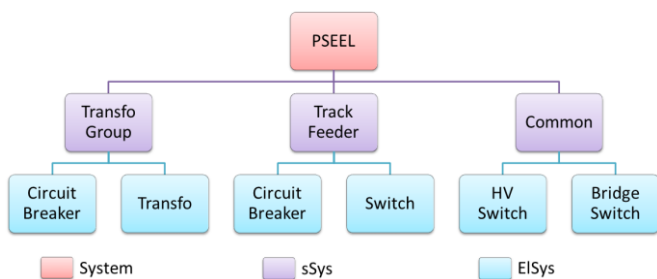 PSEEL
Transfo
Group
Track
Feeder
Common
Circuit
Breaker
Transfo
Circuit
Breaker
Switch
HV
Switch
Bridge
Switch
System
sSys
ElSys